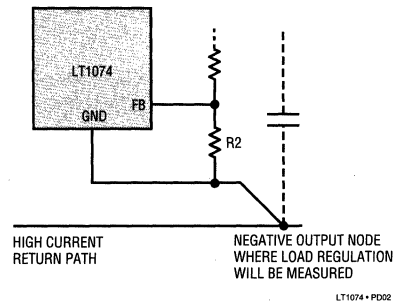 LT1074
FB
GND
R2
HIGH CURRENT
RETURN PATH
NEGATIVE OUTPUT NODE
WHERE LOAD REGULATION
WILL BE MEASURED
LT1074 • PD02